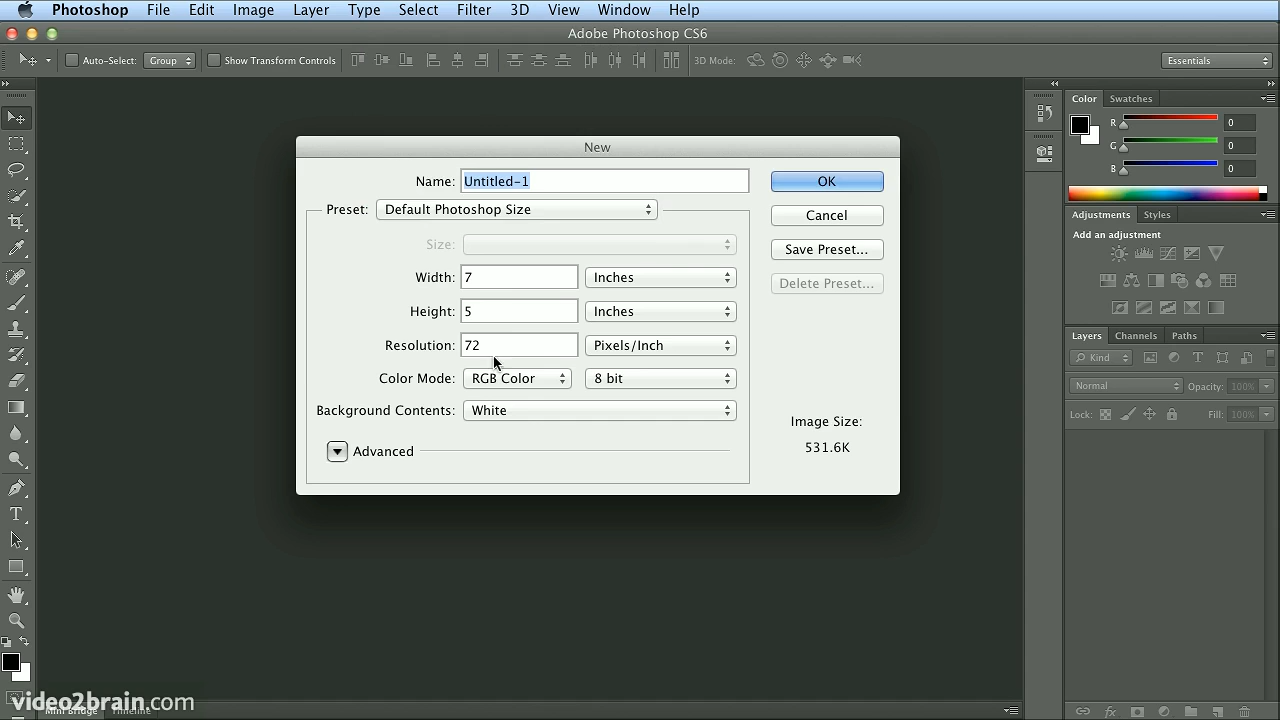 Photoshop File Edit Image Layer Type Select Filter 3D View Window Help
Adobe Photoshop CS6
Auto-Select: Group Show Transform Controls 3D Mode: Essentials
Color Swatches
R 0
G 0
B 0
Adjustments Styles
Add an adjustment
Layers Channels Paths
Kind
Normal Opacity: 100%
Lock: Fill: 100%
New
Name: Untitled-1 OK
Preset: Default Photoshop Size Cancel
Size: Save Preset...
Width: 7 Inches Delete Preset...
Height: 5 Inches
Resolution: 72 Pixels/Inch
Color Mode: RGB Color 8 bit
Background Contents: White
Image Size:
531.6K
Advanced
video2brain.com
Mini Bridge Timeline